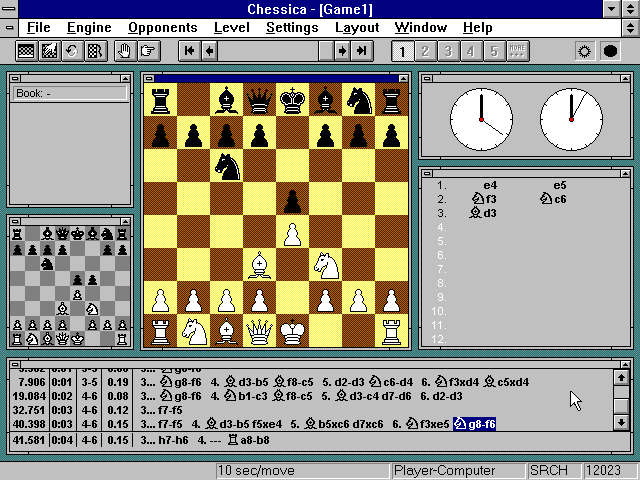 Chessica - [Game1]
File Engine Opponents Level Settings Layout Window Help
1 2 3 4 5 MORE
Book: -
1. e4 e5
2. f3 c6
3. d3
4.
5.
6.
7.
8.
9.
10.
11.
12.
7.906 0:01 3-5 0.19 3... g8-f6 4. d3-b5 f8-c5 5. d2-d3 c6-d4 6. f3xd4 c5xd4
19.084 0:02 4-6 0.08 3... g8-f6 4. b1-c3 f8-c5 5. d3-c4 d7-d6 6. d2-d3
32.751 0:03 4-6 0.12 3... f7-f5
40.398 0:03 4-6 0.15 3... f7-f5 4. d3-b5 f5xe4 5. b5xc6 d7xc6 6. f3xe5 g8-f6
41.581 0:04 4-6 0.15 3... h7-h6 4. --- a8-b8
10 sec/move Player-Computer SRCH 12023